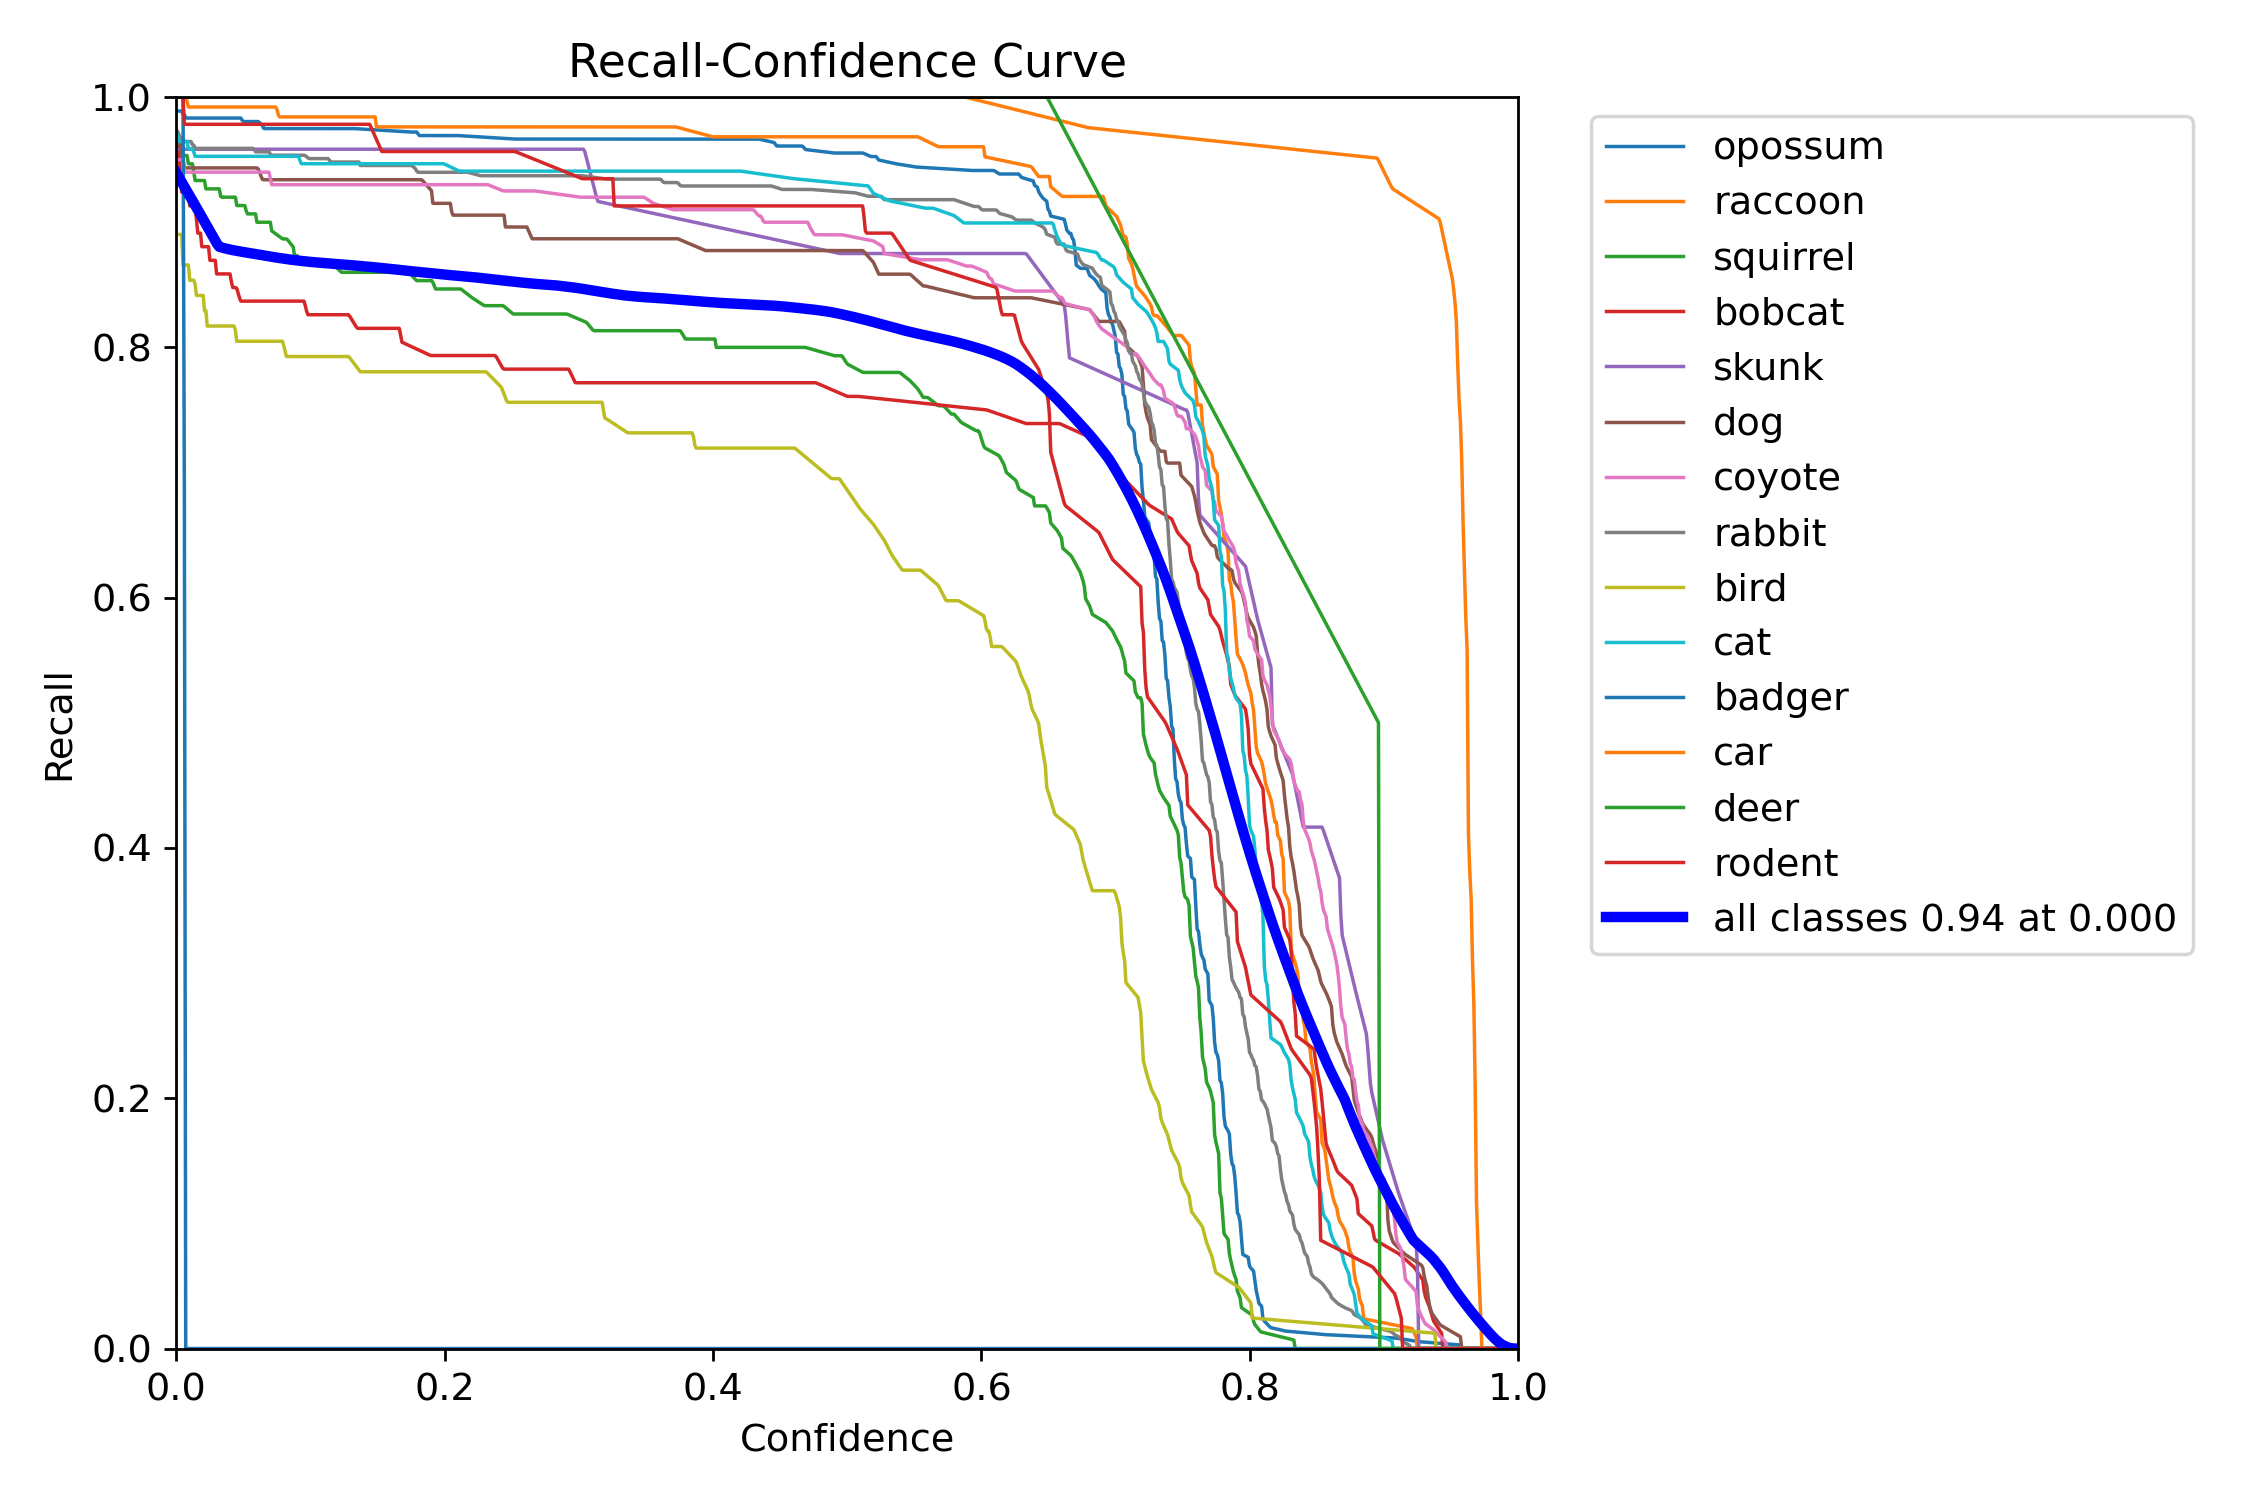 Recall-Confidence Curve
1.0
0.8
0.6
0.4
0.2
0.0
Recall
0.0 0.2 0.4 0.6 0.8 1.0
Confidence
opossum
raccoon
squirrel
bobcat
skunk
dog
coyote
rabbit
bird
cat
badger
car
deer
rodent
all classes 0.94 at 0.000